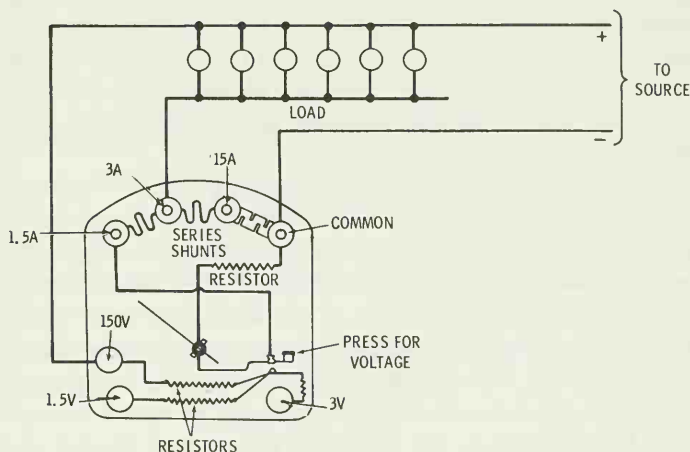 +
TO
SOURCE
LOAD
−
3A
15A
COMMON
1.5A
SERIES
SHUNTS
RESISTOR
150V
PRESS FOR
VOLTAGE
1.5V
3V
RESISTORS